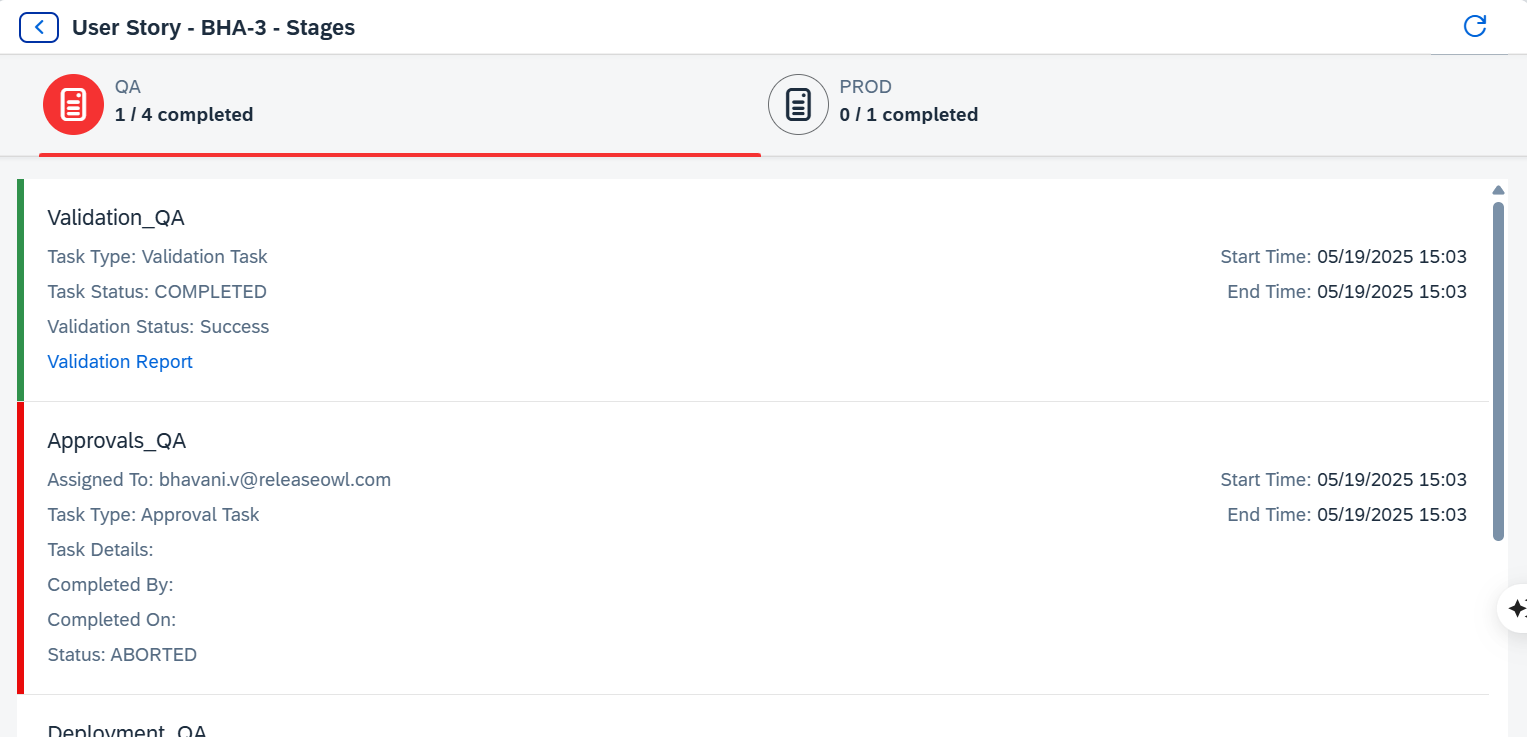 User Story - BHA-3 - Stages
QA
1 / 4 completed
PROD
0 / 1 completed
Validation_QA
Task Type: Validation Task
Start Time: 05/19/2025 15:03
Task Status: COMPLETED
End Time: 05/19/2025 15:03
Validation Status: Success
Validation Report
Approvals_QA
Assigned To: bhavani.v@releaseowl.com
Start Time: 05/19/2025 15:03
Task Type: Approval Task
End Time: 05/19/2025 15:03
Task Details:
Completed By:
Completed On:
Status: ABORTED
Deployment_QA